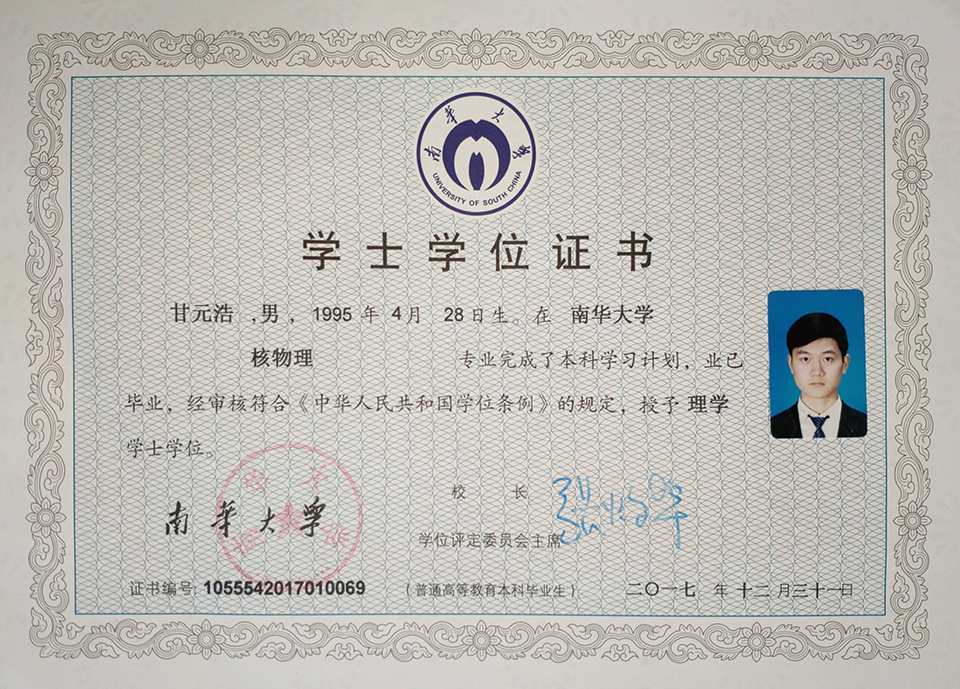 南华大学
UNIVERSITY OF SOUTH CHINA
学士学位证书
甘元浩 ,男, 1995 年 4月 28日生。在 南华大学
核物理 专业完成了本科学习计划，业已
毕业，经审核符合《中华人民共和国学位条例》的规定，授予 理学
学士学位。
南华大学
校 长
学位评定委员会主席
证书编号: 1055542017010069
(普通高等教育本科毕业生)
二〇一七 年 十二月三十一日